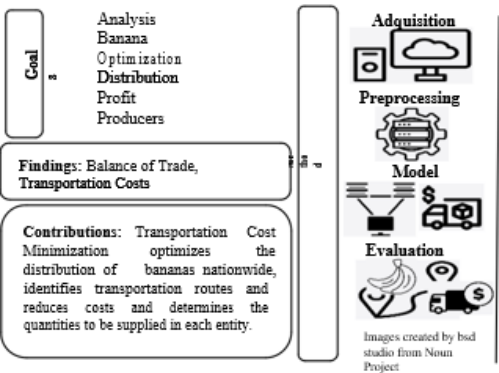 Goal
s
Analysis
Banana
Optimization
Distribution
Profit
Producers
Findings: Balance of Trade,
Transportation Costs
Contributions: Transportation Cost
Minimization optimizes the
distribution of bananas nationwide,
identifies transportation routes and
reduces costs and determines the
quantities to be supplied in each entity.
Adquisition
Preprocessing
Model
$
Evaluation
$
Images created by bsd
studio from Noun
Project